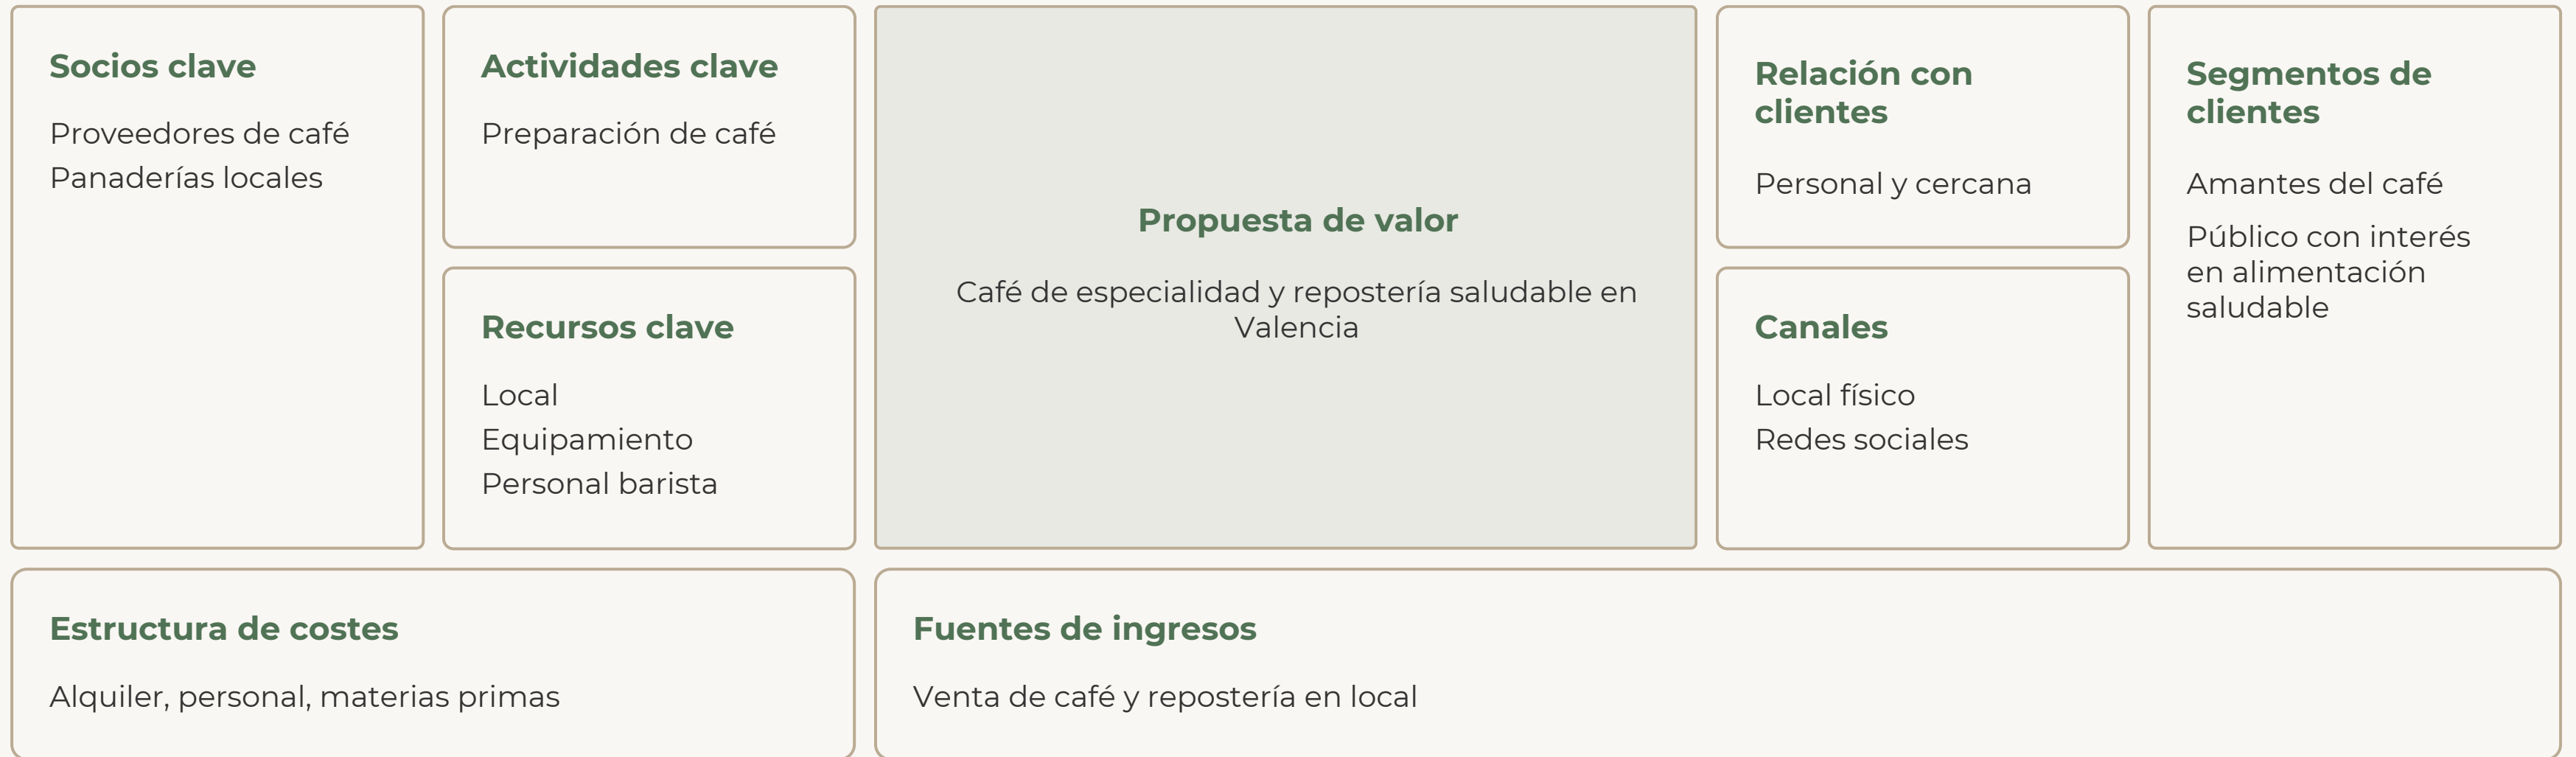 Socios clave
Proveedores de café
Panaderías locales
Actividades clave
Preparación de café
Recursos clave
Local
Equipamiento
Personal barista
Propuesta de valor
Café de especialidad y repostería saludable en
Valencia
Relación con
clientes
Personal y cercana
Canales
Local físico
Redes sociales
Segmentos de
clientes
Amantes del café
Público con interés
en alimentación
saludable
Estructura de costes
Alquiler, personal, materias primas
Fuentes de ingresos
Venta de café y repostería en local